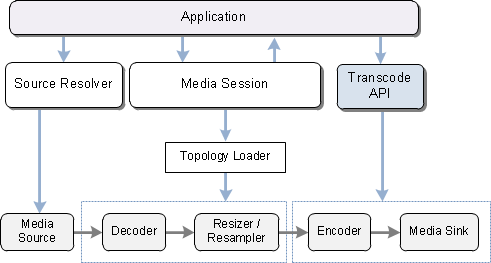 Application
Source Resolver
Media Session
Transcode
API
Topology Loader
Media
Source
Decoder
Resizer /
Resampler
Encoder
Media Sink